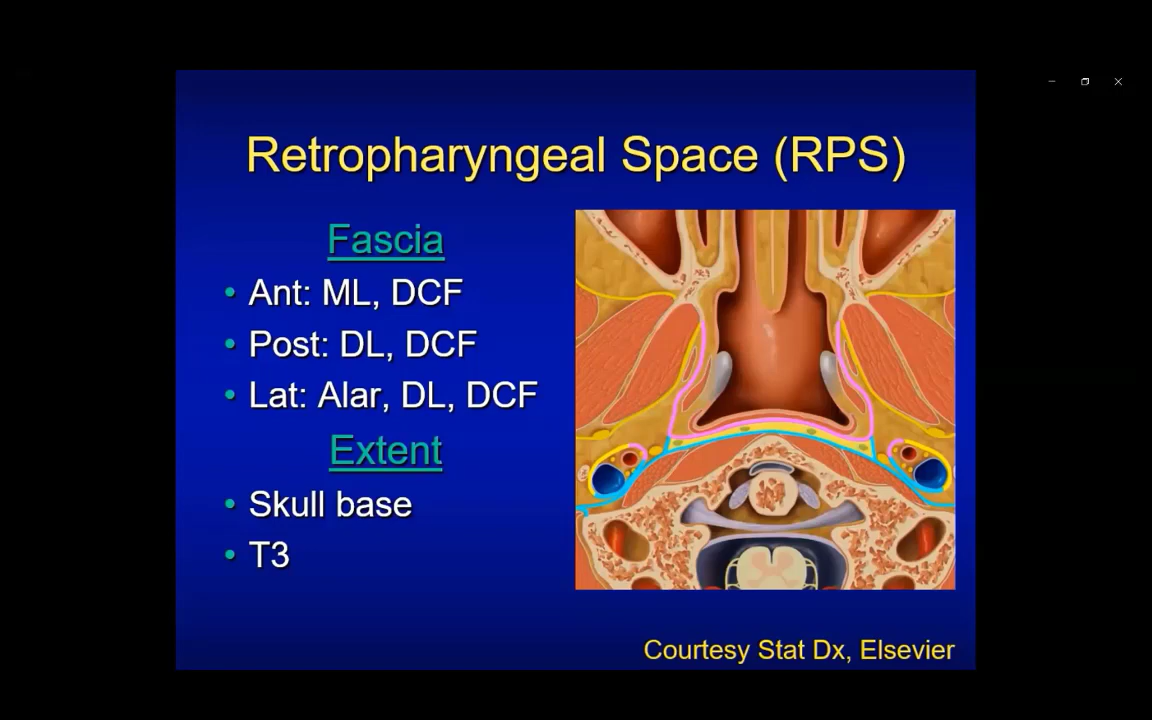 Retropharyngeal Space (RPS)
Fascia
• Ant: ML, DCF
• Post: DL, DCF
• Lat: Alar, DL, DCF
Extent
• Skull base
• T3
Courtesy Stat Dx, Elsevier